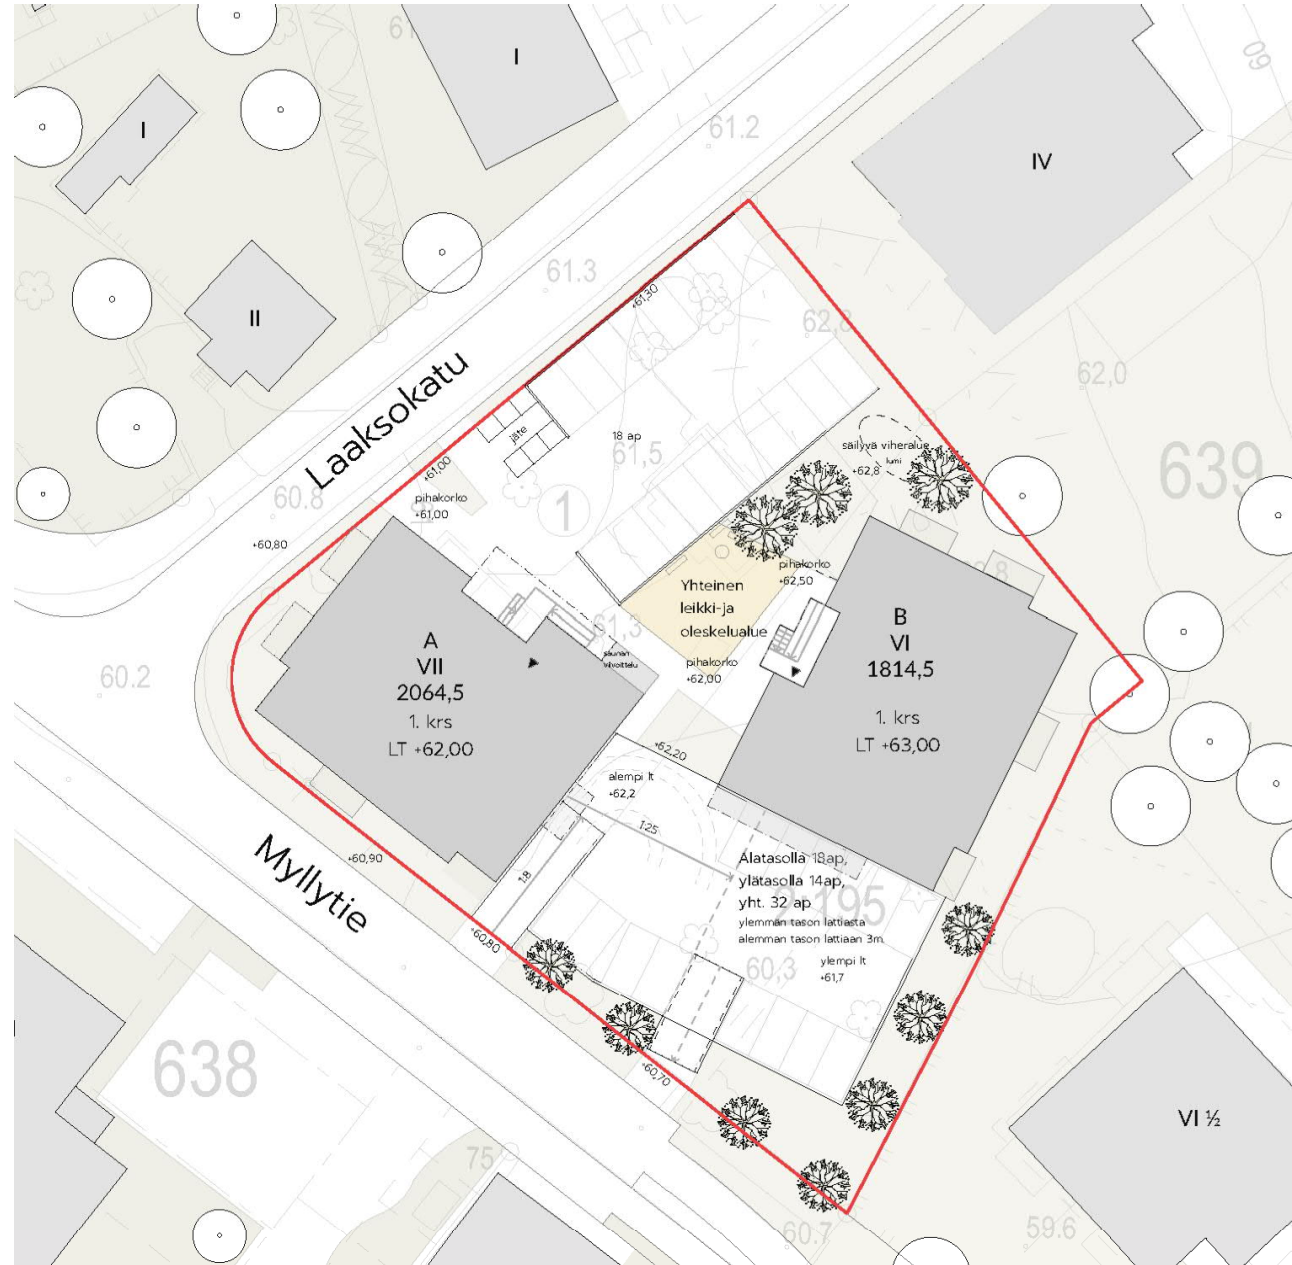 61
I
61.2
60
I
IV
61.3
+61,30
II
62,8
62,0
Laaksokatu
jäte
18 ap
61,5
säilyvä viheralue
lumi
+62,8
639
+61,00
pihakorko
+61,00
60.8
1
+60,80
pihakorko
+62,50
Yhteinen
leikki-ja
oleskelualue
61,3
saunan
vilvoittelu
pihakorko
+62,00
A
VII
2064,5
1. krs
LT +62,00
B
VI
1814,5
1. krs
LT +63,00
60.2
+62,20
alempi lt
+62,2
1:25
1:8
Myllytie
+60,90
+60,80
Alatasolla 18ap,
ylätasolla 14ap,
yht. 32 ap
2-195
ylemmän tason lattiasta
alemman tason lattiaan 3m.
60,3
ylempi lt
+61,7
638
+60,70
VI ½
75
60.7
59.6